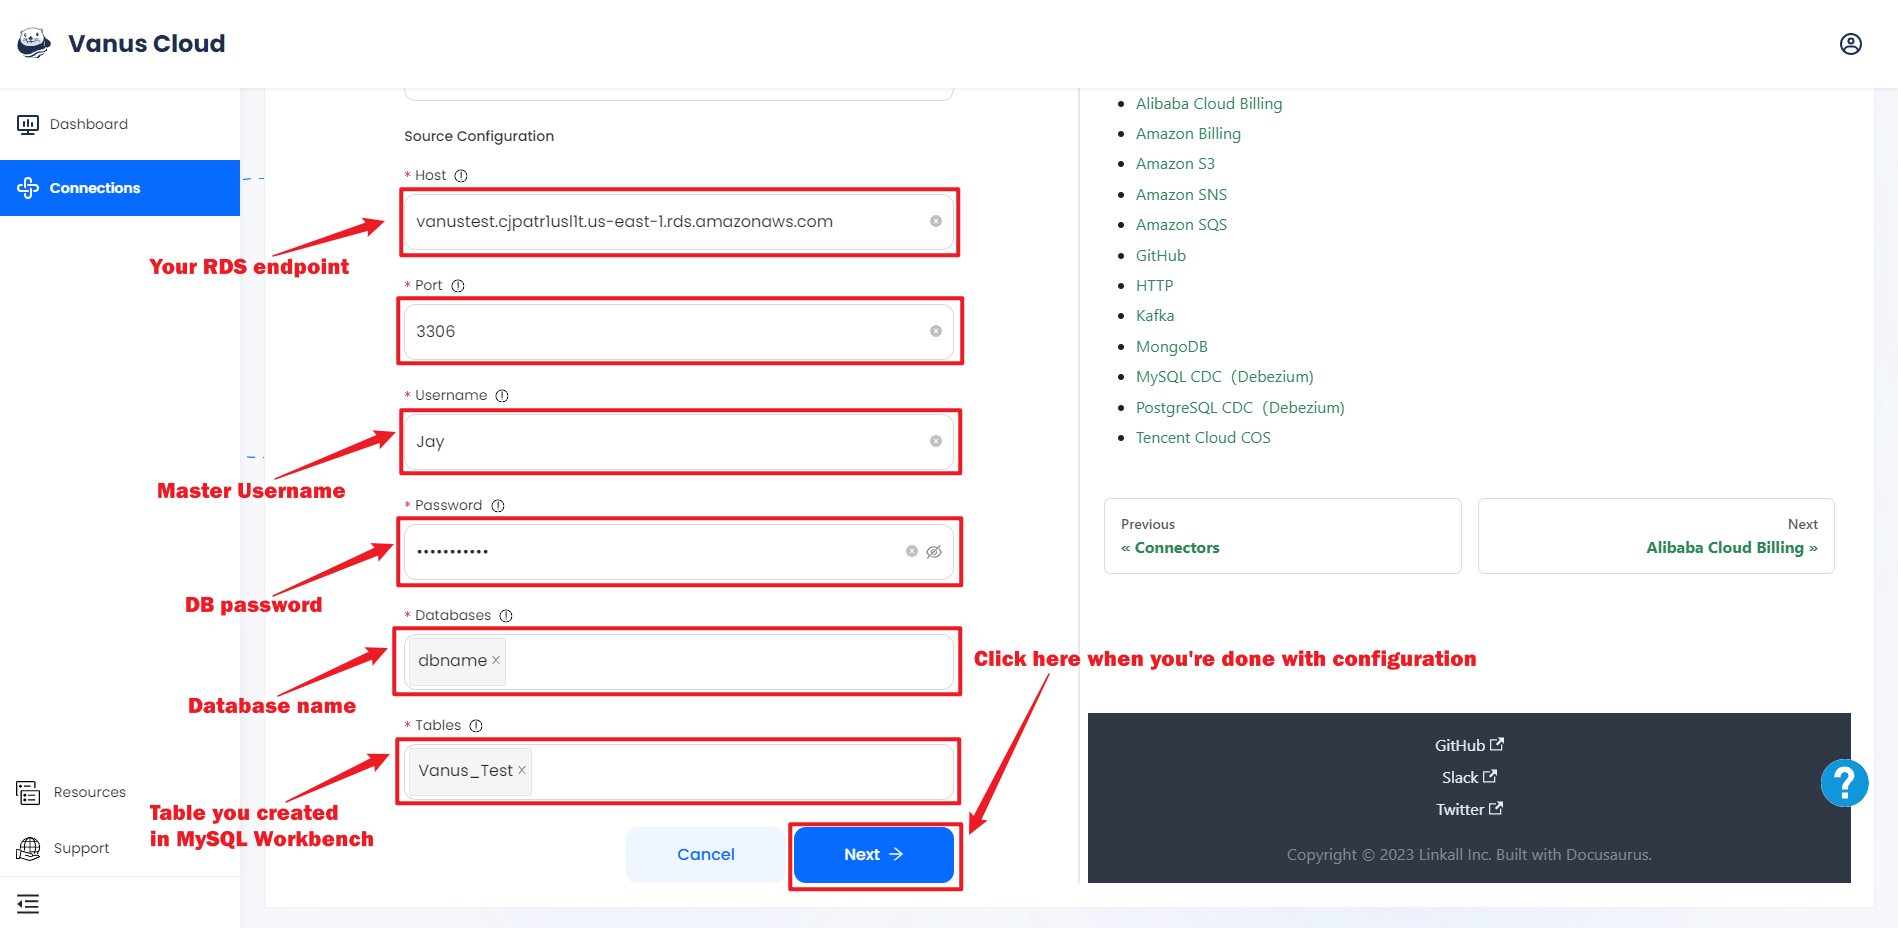 Vanus Cloud
Dashboard
Connections
Resources
Support
Source Configuration
* Host
vanustest.cjpatr1usl1t.us-east-1.rds.amazonaws.com
Your RDS endpoint
* Port
3306
* Username
Jay
Master Username
* Password
•••••••••••
DB password
* Databases
dbname ×
Database name
* Tables
Vanus_Test ×
Table you created
in MySQL Workbench
Cancel
Next →
Click here when you're done with configuration
• Alibaba Cloud Billing
• Amazon Billing
• Amazon S3
• Amazon SNS
• Amazon SQS
• GitHub
• HTTP
• Kafka
• MongoDB
• MySQL CDC（Debezium)
• PostgreSQL CDC（Debezium)
• Tencent Cloud COS
Previous
« Connectors
Next
Alibaba Cloud Billing »
GitHub
Slack
Twitter
Copyright © 2023 Linkall Inc. Built with Docusaurus.
?